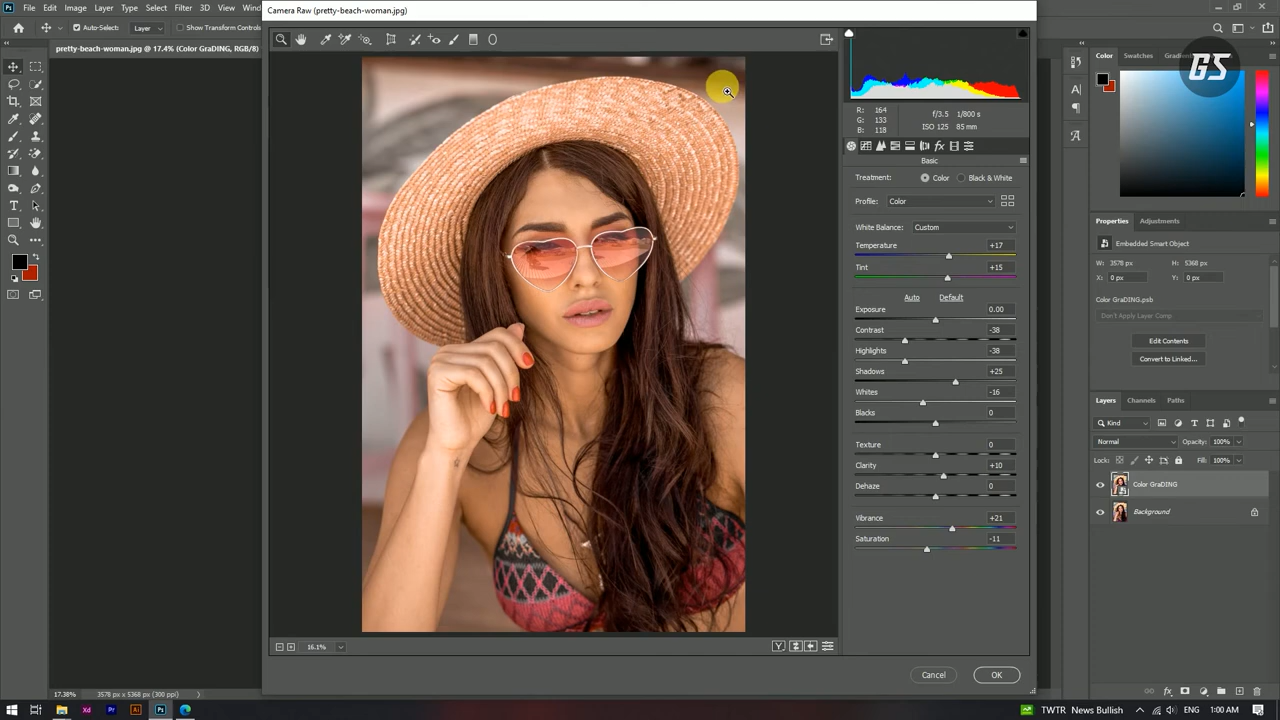 Camera Raw (pretty-beach-woman.jpg)
Ps File Edit Image Layer Type Select Filter 3D View
Auto-Select: Layer Show Transform Controls
pretty-beach-woman.jpg @ 17.4% (Color GraDING, RGB/8)
GS
R: 164
G: 133
B: 118
f/3.5 1/800 s
ISO 125 85 mm
Basic
Treatment: Color Black & White
Profile: Color
White Balance: Custom
Temperature +17
Tint +15
Auto Default
Exposure 0.00
Contrast -38
Highlights -38
Shadows +25
Whites -16
Blacks 0
Texture 0
Clarity +10
Dehaze 0
Vibrance +21
Saturation -11
16.1%
Y
Cancel OK
Color Swatches
Properties Adjustments
Embedded Smart Object
W: 3578 px H: 5368 px
X: 0 px Y: 0 px
Color GraDING.psb
Don't Apply Layer Comp
Edit Contents
Convert to Linked...
Layers Channels Paths
Kind
Normal Opacity: 100%
Lock: Fill: 100%
Color GraDING
Background
17.38% 3578 px x 5368 px (300 ppi)
Xd Pr Ai Ps
TWTR News Bullish ENG 1:00 AM